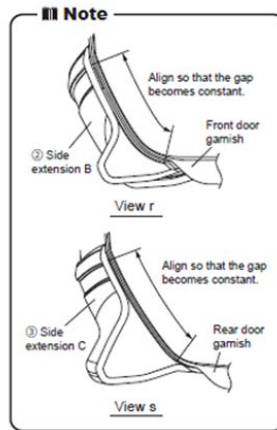 Note
Align so that the gap
becomes constant.
Front door
garnish
② Side
extension B
View r
Align so that the gap
becomes constant.
③ Side
extension C
Rear door
garnish
View s